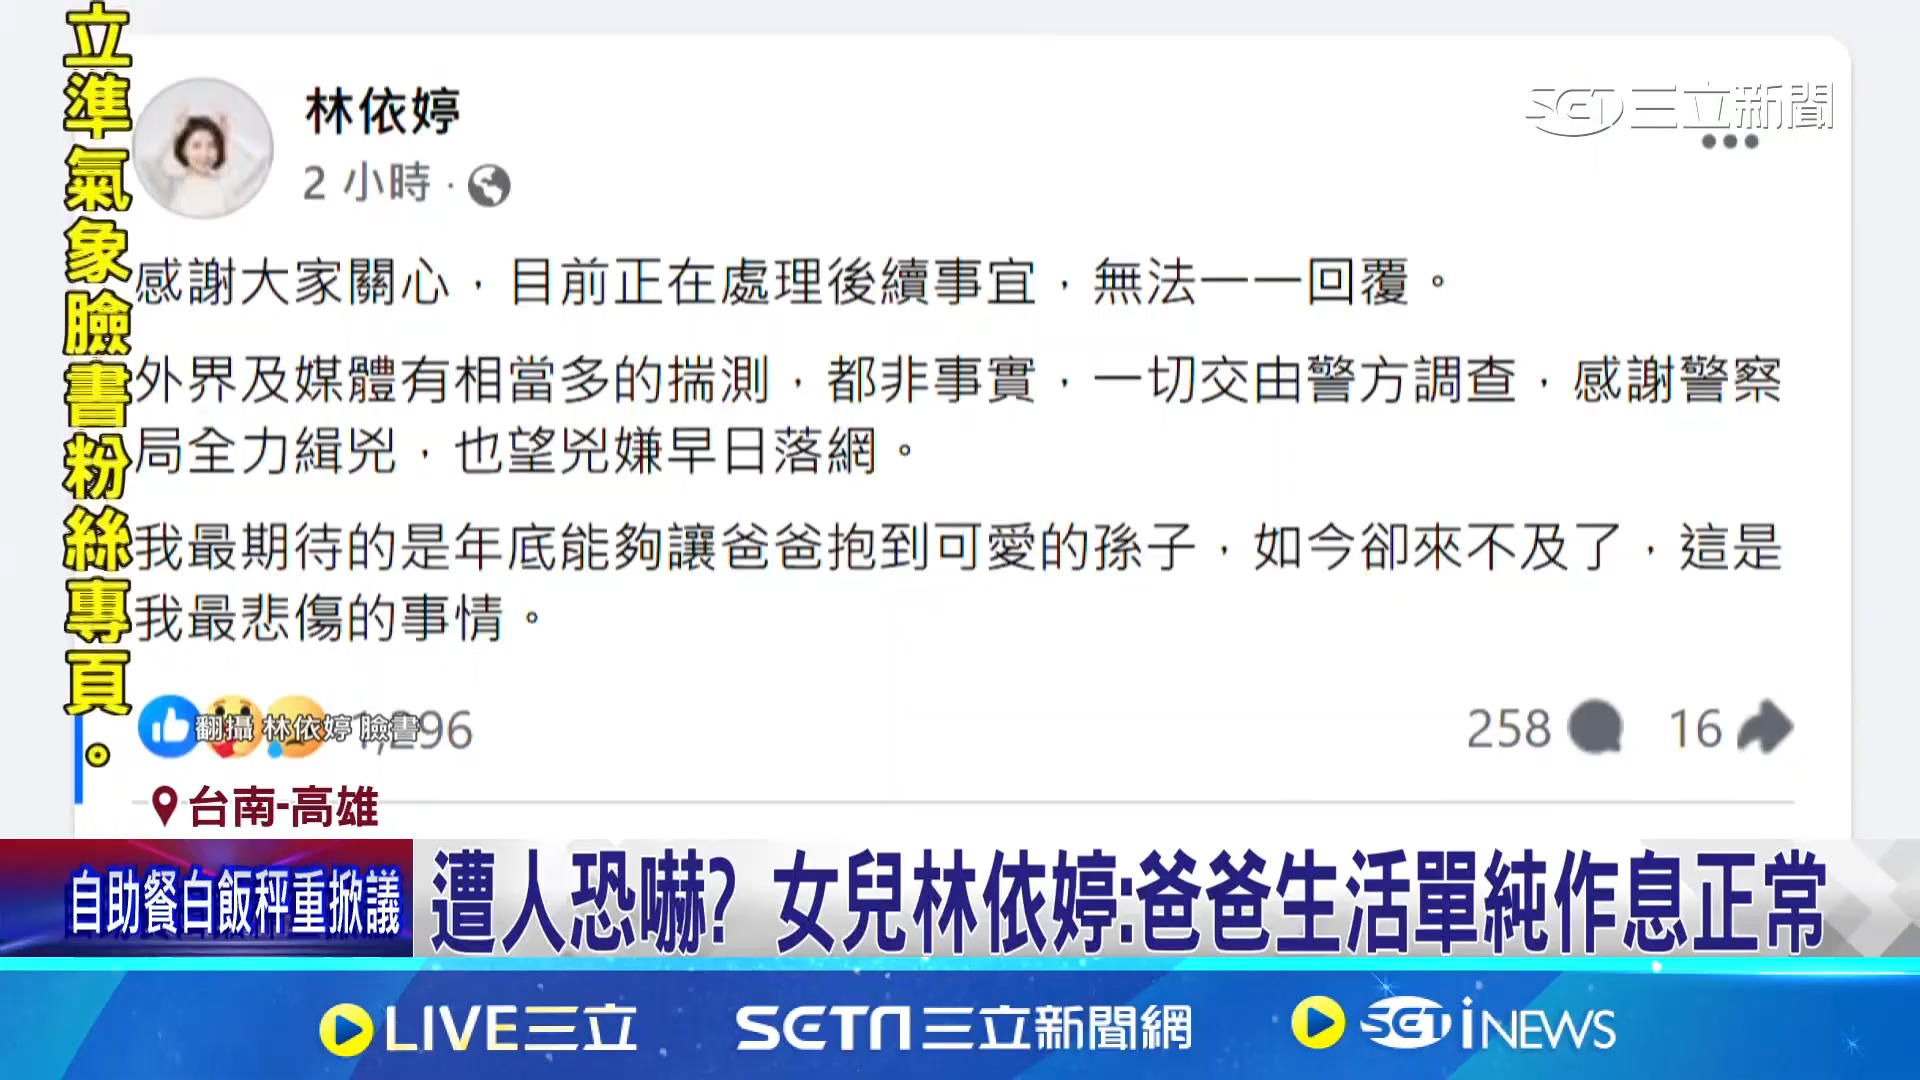 立準氣象臉書粉絲專頁。
林依婷
2 小時 ·
SET三立新聞
感謝大家關心，目前正在處理後續事宜，無法一一回覆。
外界及媒體有相當多的揣測，都非事實，一切交由警方調查，感謝警察
局全力緝兇，也望兇嫌早日落網。
我最期待的是年底能夠讓爸爸抱到可愛的孫子，如今卻來不及了，這是
我最悲傷的事情。
翻攝 林依婷 臉書
1,296
258
16
台南-高雄
自助餐白飯秤重掀議
遭人恐嚇? 女兒林依婷:爸爸生活單純作息正常
LIVE三立
SETN三立新聞網
SET iNEWS